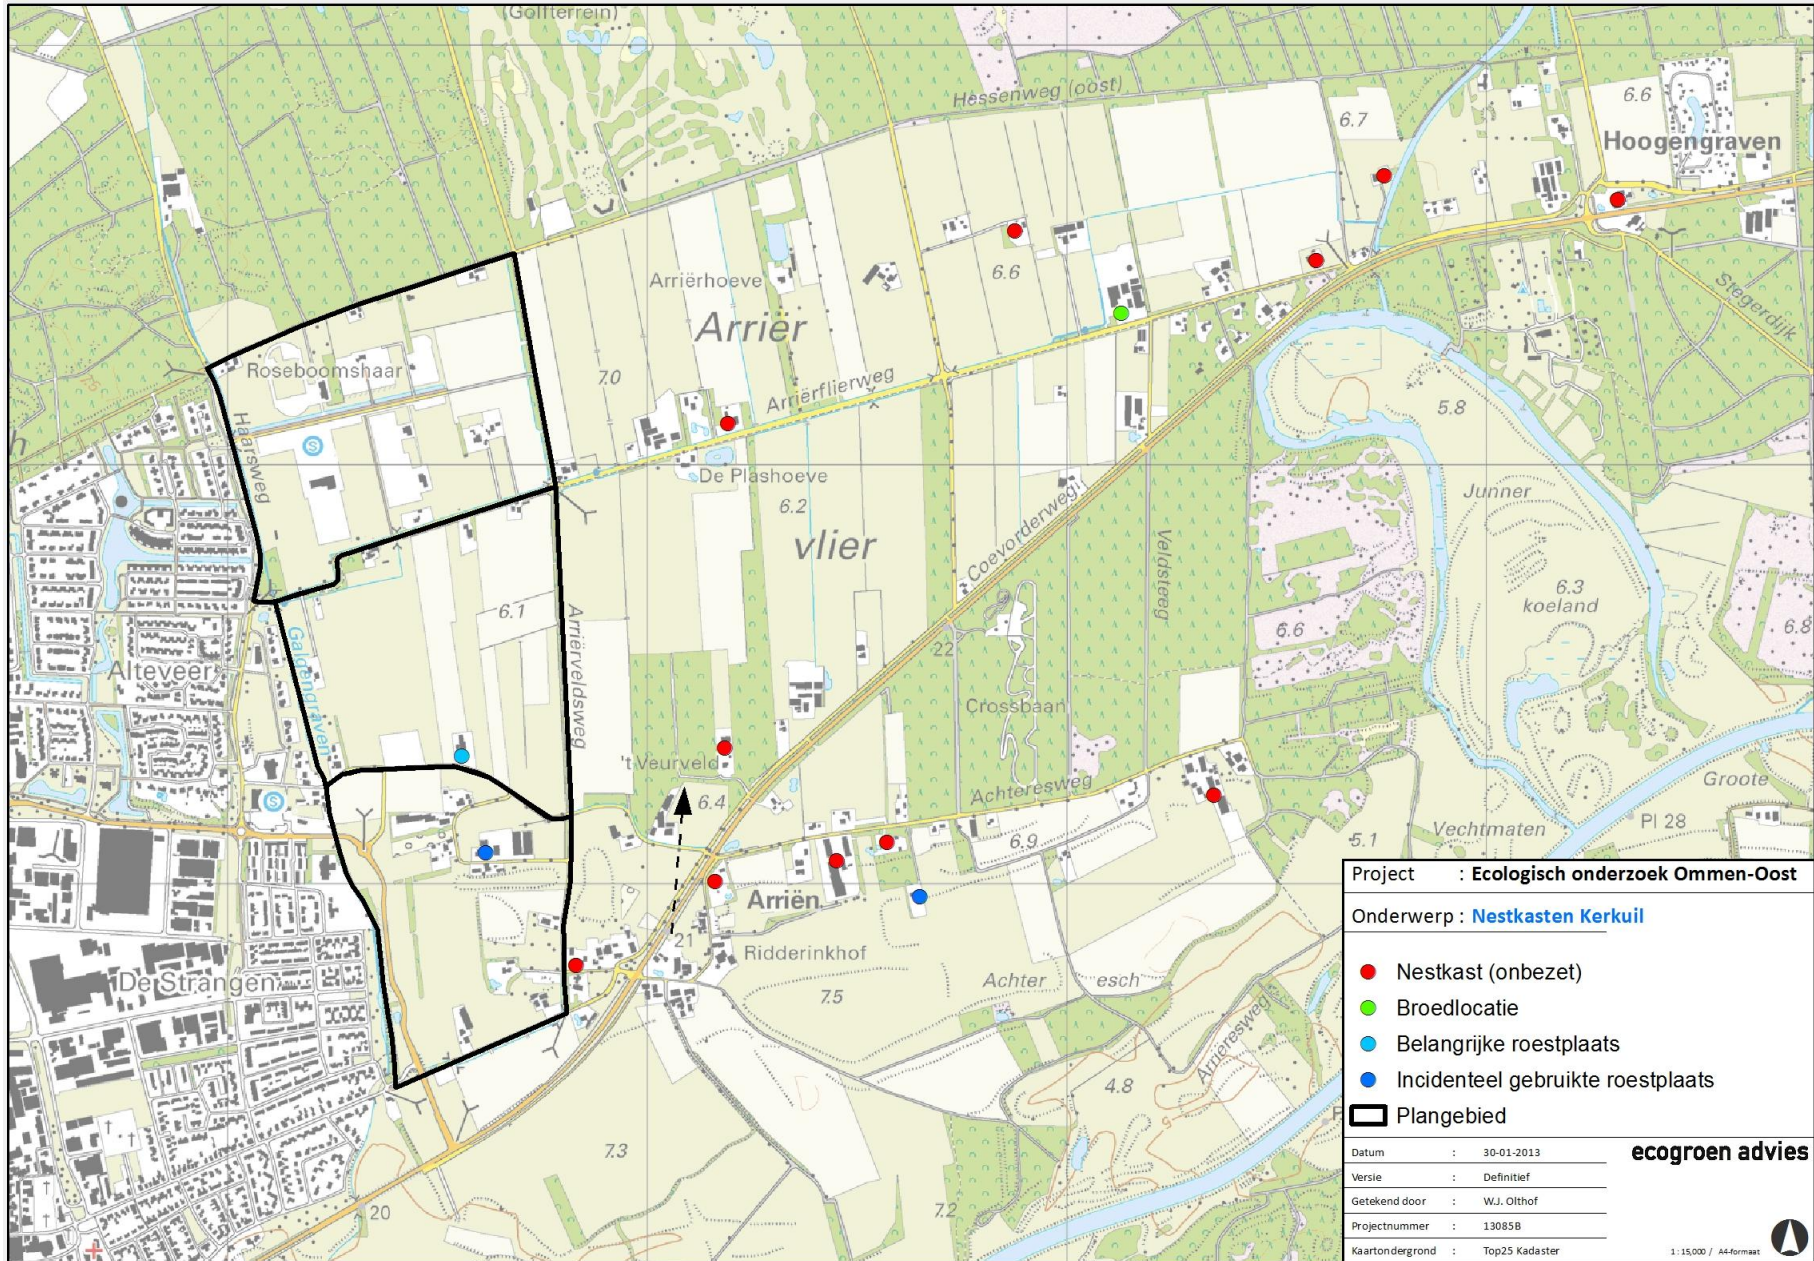 (Golfterrein)
Hessenweg (oost)
6.7
6.6
Hoogengraven
Stegerdijk
Arriërhoeve
6.6
Arriër
Roseboomshaar
7.0
Arriërflierweg
5.8
Haarsweg
S
De Plashoeve
6.2
Junner
vlier
Coevorderweg
Veldsteeg
6.3
koeland
6.1
Arriërveldsweg
6.6
6.8
Alteveer
Galgengraven
22
Crossbaan
't Veurveld
6.4
Achteresweg
Groote
S
6.9
5.1
Vechtmaten
Pl 28
Arriën
21
Ridderinkhof
De Strangen
7.5
Achter esch
Arriëresweg
4.8
7.3
7.2
20
Project : Ecologisch onderzoek Ommen-Oost
Onderwerp : Nestkasten Kerkuil
Nestkast (onbezet)
Broedlocatie
Belangrijke roestplaats
Incidenteel gebruikte roestplaats
Plangebied
ecogroen advies
Datum : 30-01-2013
Versie : Definitief
Getekend door : W.J. Olthof
Projectnummer : 13085B
Kaartondergrond : Top25 Kadaster
1:15,000 / A4-formaat